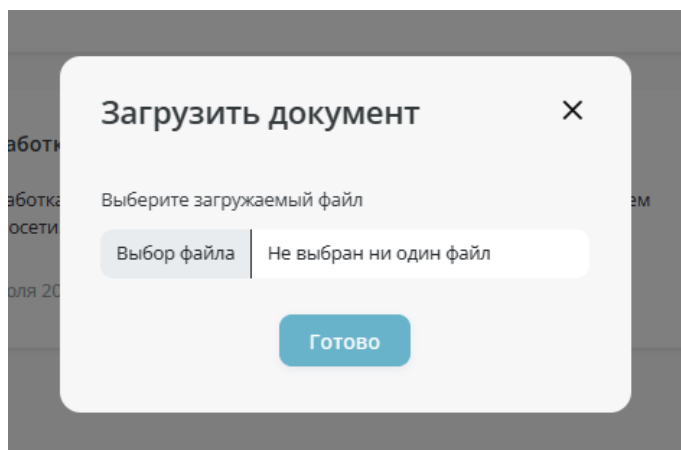 Загрузить документ
Выберите загружаемый файл
Выбор файла Не выбран ни один файл
Готово